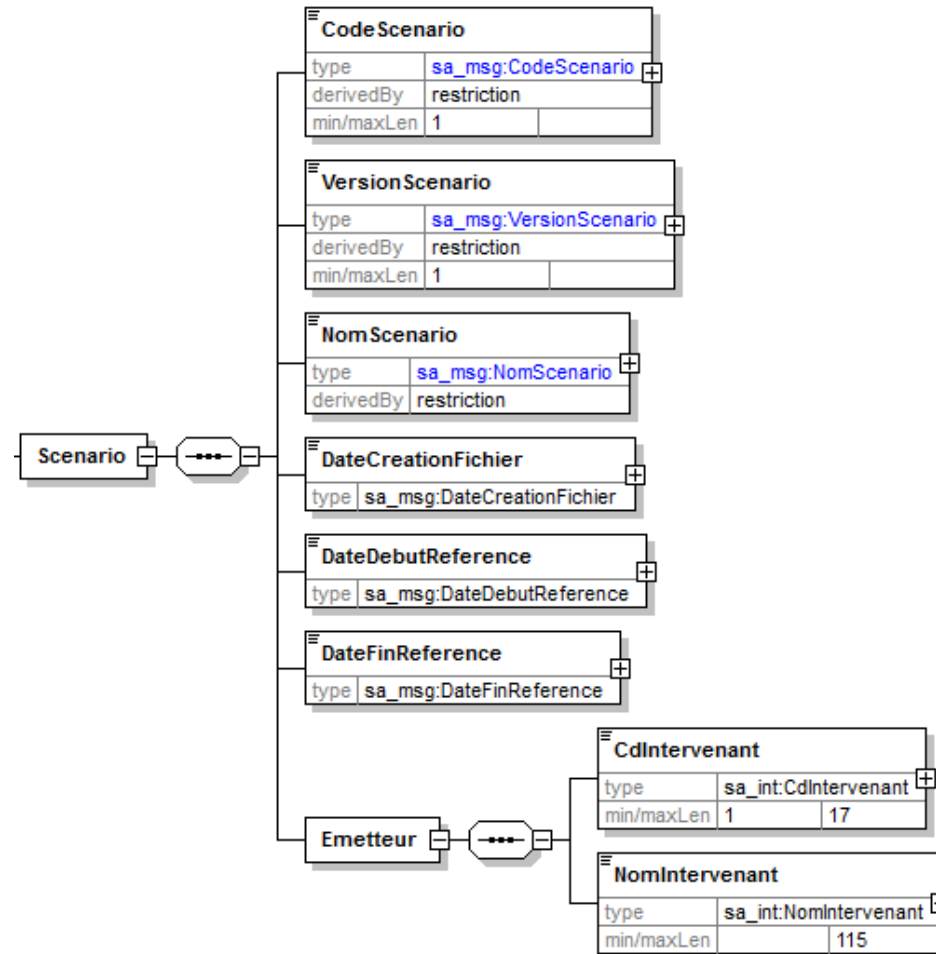 CodeScenario
type sa_msg:CodeScenario
derivedBy restriction
min/maxLen 1
VersionScenario
type sa_msg:VersionScenario
derivedBy restriction
min/maxLen 1
NomScenario
type sa_msg:NomScenario
derivedBy restriction
Scenario
DateCreationFichier
type sa_msg:DateCreationFichier
DateDebutReference
type sa_msg:DateDebutReference
DateFinReference
type sa_msg:DateFinReference
Emetteur
CdIntervenant
type sa_int:CdIntervenant
min/maxLen 1 17
NomIntervenant
type sa_int:NomIntervenant
min/maxLen 115